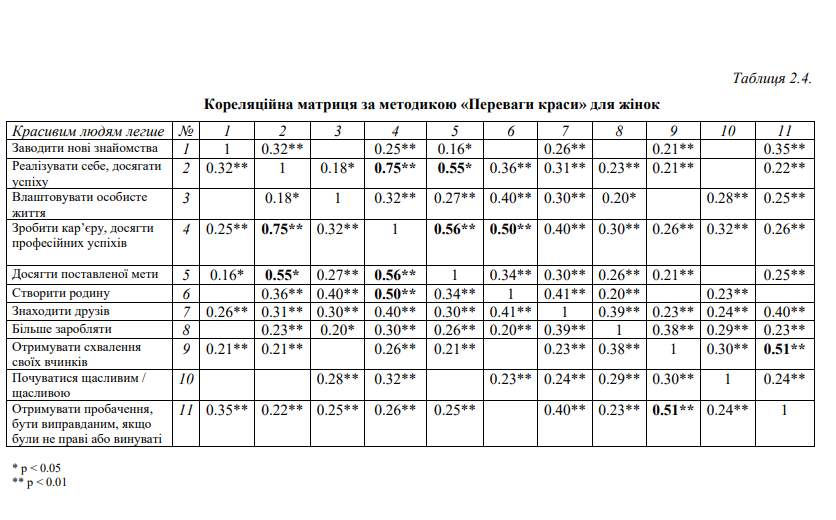 Таблиця 2.4.
Кореляційна матриця за методикою «Переваги краси» для жінок
Красивим людям легше № 1 2 3 4 5 6 7 8 9 10 11
Заводити нові знайомства 1 1 0.32** 0.25** 0.16* 0.26** 0.21** 0.35**
Реалізувати себе, досягати 2 0.32** 1 0.18* 0.75** 0.55* 0.36** 0.31** 0.23** 0.21** 0.22**
успіху
Влаштовувати особисте 3 0.18* 1 0.32** 0.27** 0.40** 0.30** 0.20* 0.28** 0.25**
життя
Зробити кар’єру, досягти 4 0.25** 0.75** 0.32** 1 0.56** 0.50** 0.40** 0.30** 0.26** 0.32** 0.26**
професійних успіхів
Досягти поставленої мети 5 0.16* 0.55* 0.27** 0.56** 1 0.34** 0.30** 0.26** 0.21** 0.25**
Створити родину 6 0.36** 0.40** 0.50** 0.34** 1 0.41** 0.20** 0.23**
Знаходити друзів 7 0.26** 0.31** 0.30** 0.40** 0.30** 0.41** 1 0.39** 0.23** 0.24** 0.40**
Більше заробляти 8 0.23** 0.20* 0.30** 0.26** 0.20** 0.39** 1 0.38** 0.29** 0.23**
Отримувати схвалення 9 0.21** 0.21** 0.26** 0.21** 0.23** 0.38** 1 0.30** 0.51**
своїх вчинків
Почуватися щасливим / 10 0.28** 0.32** 0.23** 0.24** 0.29** 0.30** 1 0.24**
щасливою
Отримувати пробачення, 11 0.35** 0.22** 0.25** 0.26** 0.25** 0.40** 0.23** 0.51** 0.24** 1
бути виправданим, якщо
були не праві або винуваті
* p < 0.05
** p < 0.01